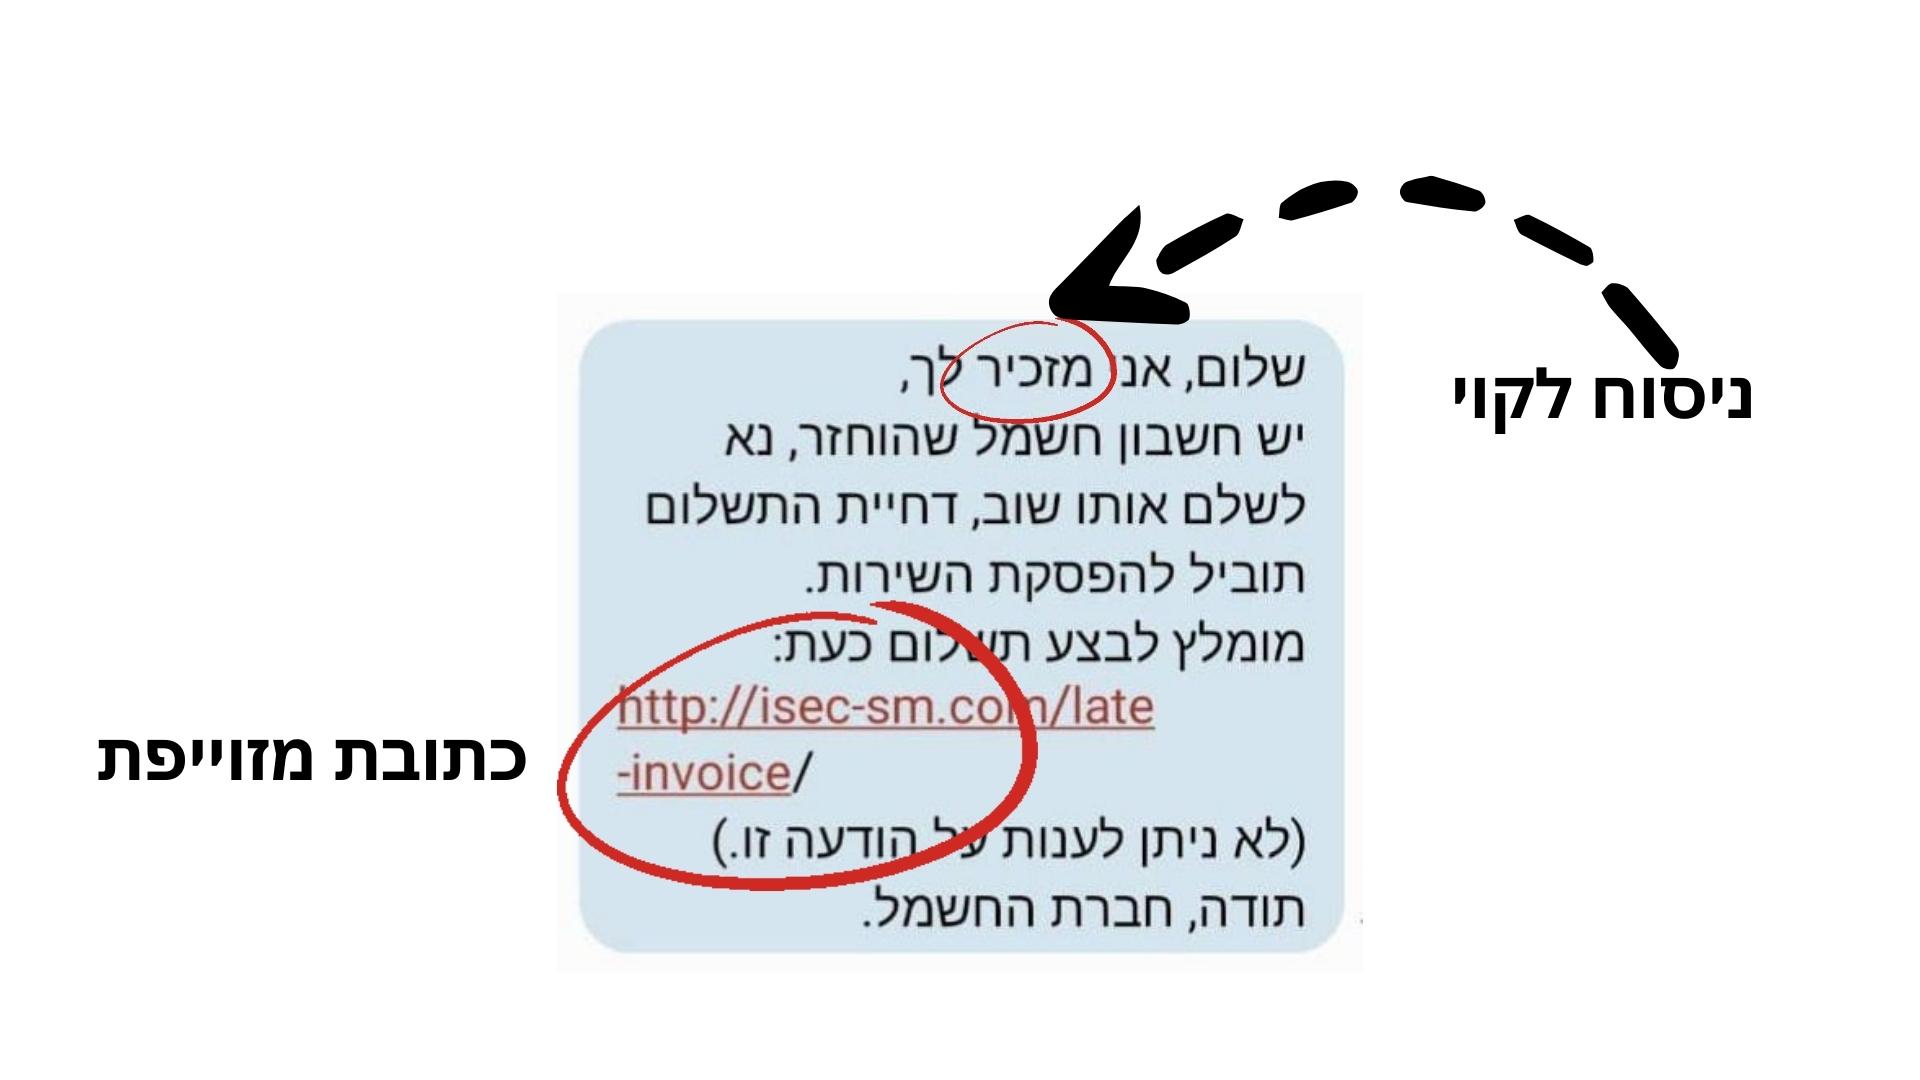 ניסוח לקוי
שלום, אני מזכיר לך,
יש חשבון חשמל שהוחזר, נא
לשלם אותו שוב, דחיית התשלום
תוביל להפסקת השירות.
מומלץ לבצע תשלום כעת:
http://isec-sm.com/late
-invoice/
(לא ניתן לענות על הודעה זו.)
תודה, חברת החשמל.
כתובת מזוייפת